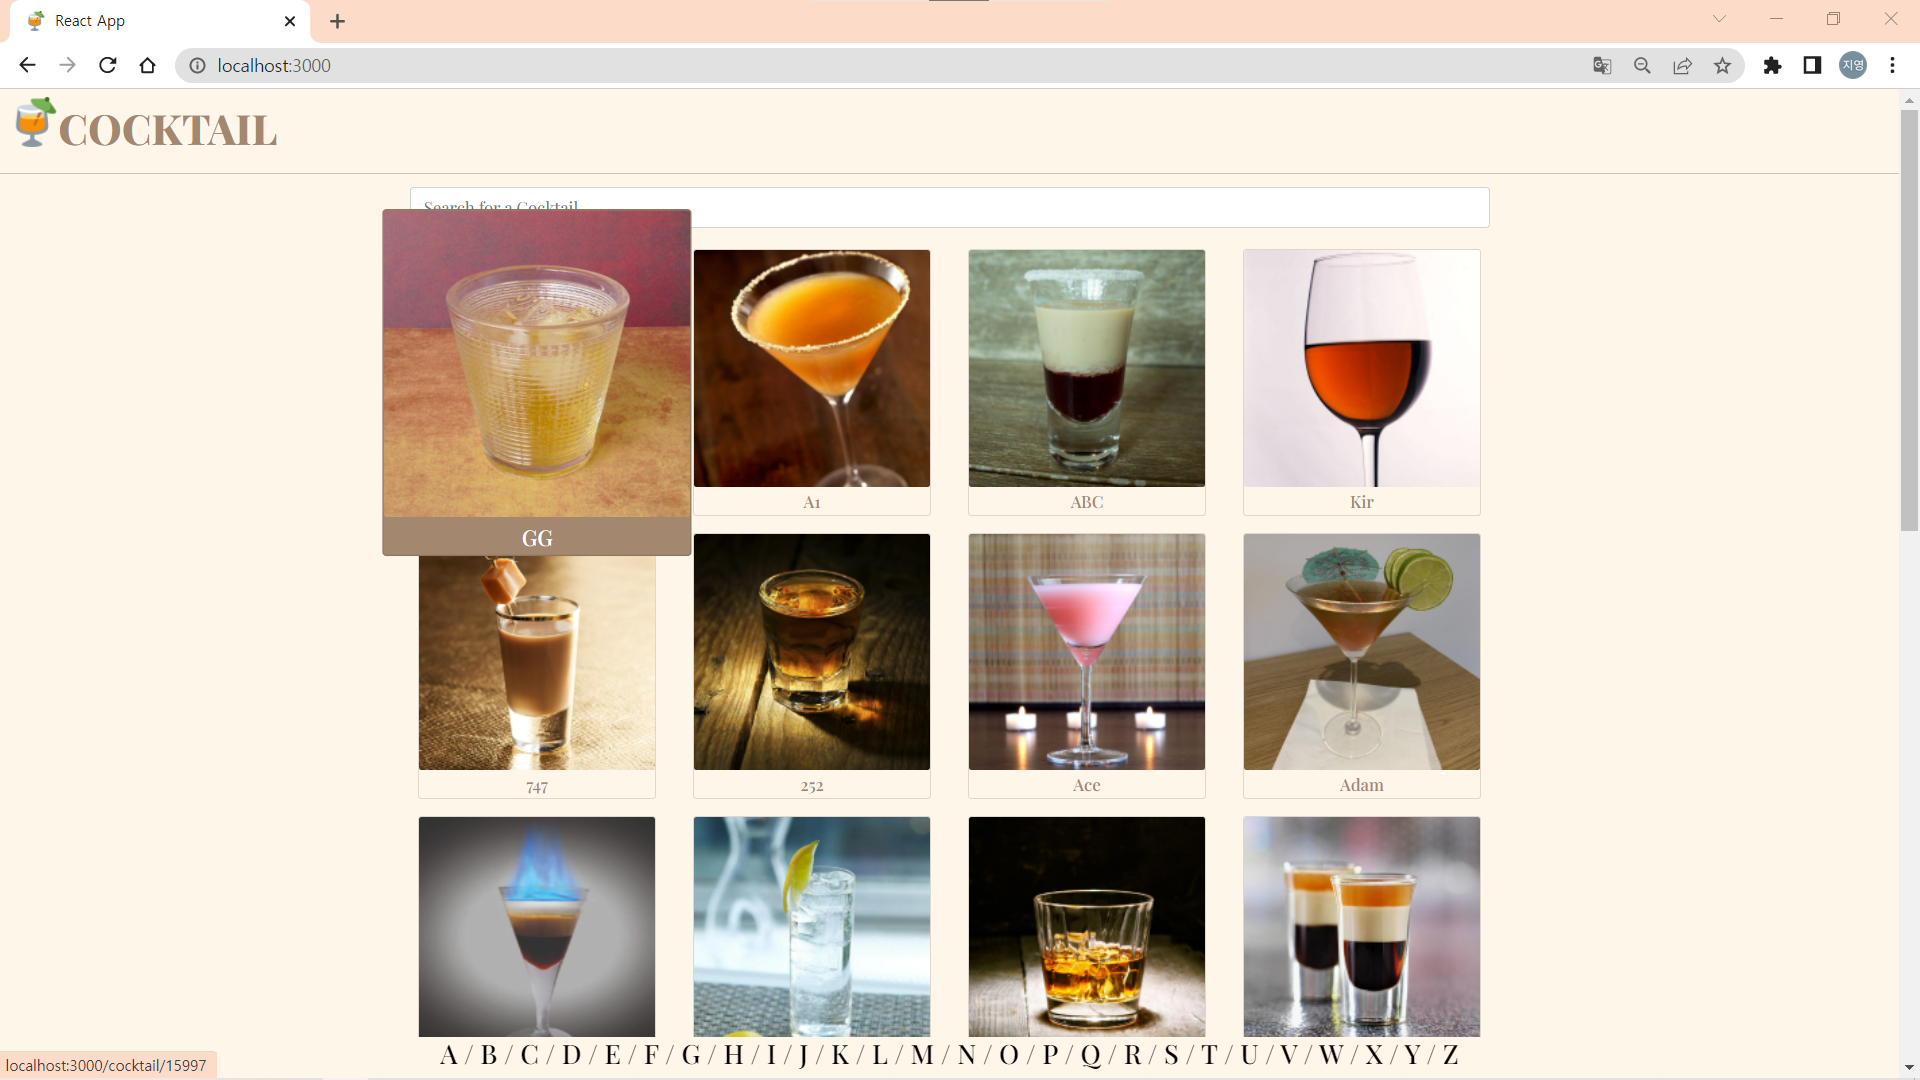 React App
localhost:3000
지영
COCKTAIL
Search for a Cocktail
GG
A1
ABC
Kir
747
252
Ace
Adam
A / B / C / D / E / F / G / H / I / J / K / L / M / N / O / P / Q / R / S / T / U / V / W / X / Y / Z
localhost:3000/cocktail/15997